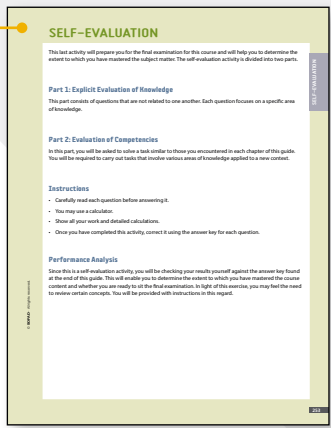 SELF-EVALUATION
This last activity will prepare you for the final examination for this course and will help you to determine the
extent to which you have mastered the subject matter. The self-evaluation activity is divided into two parts.
Part 1: Explicit Evaluation of Knowledge
This part consists of questions that are not related to one another. Each question focuses on a specific area
of knowledge.
Part 2: Evaluation of Competencies
In this part, you will be asked to solve a task similar to those you encountered in each chapter of this guide.
You will be required to carry out tasks that involve various areas of knowledge applied to a new context.
Instructions
• Carefully read each question before answering it.
• You may use a calculator.
• Show all your work and detailed calculations.
• Once you have completed this activity, correct it using the answer key for each question.
Performance Analysis
Since this is a self-evaluation activity, you will be checking your results yourself against the answer key found
at the end of this guide. This will enable you to determine the extent to which you have mastered the course
content and whether you are ready to sit the final examination. In light of this exercise, you may feel the need
to review certain concepts. You will be provided with instructions in this regard.
SELF-EVALUATION
© SOFAD - All rights reserved.
253